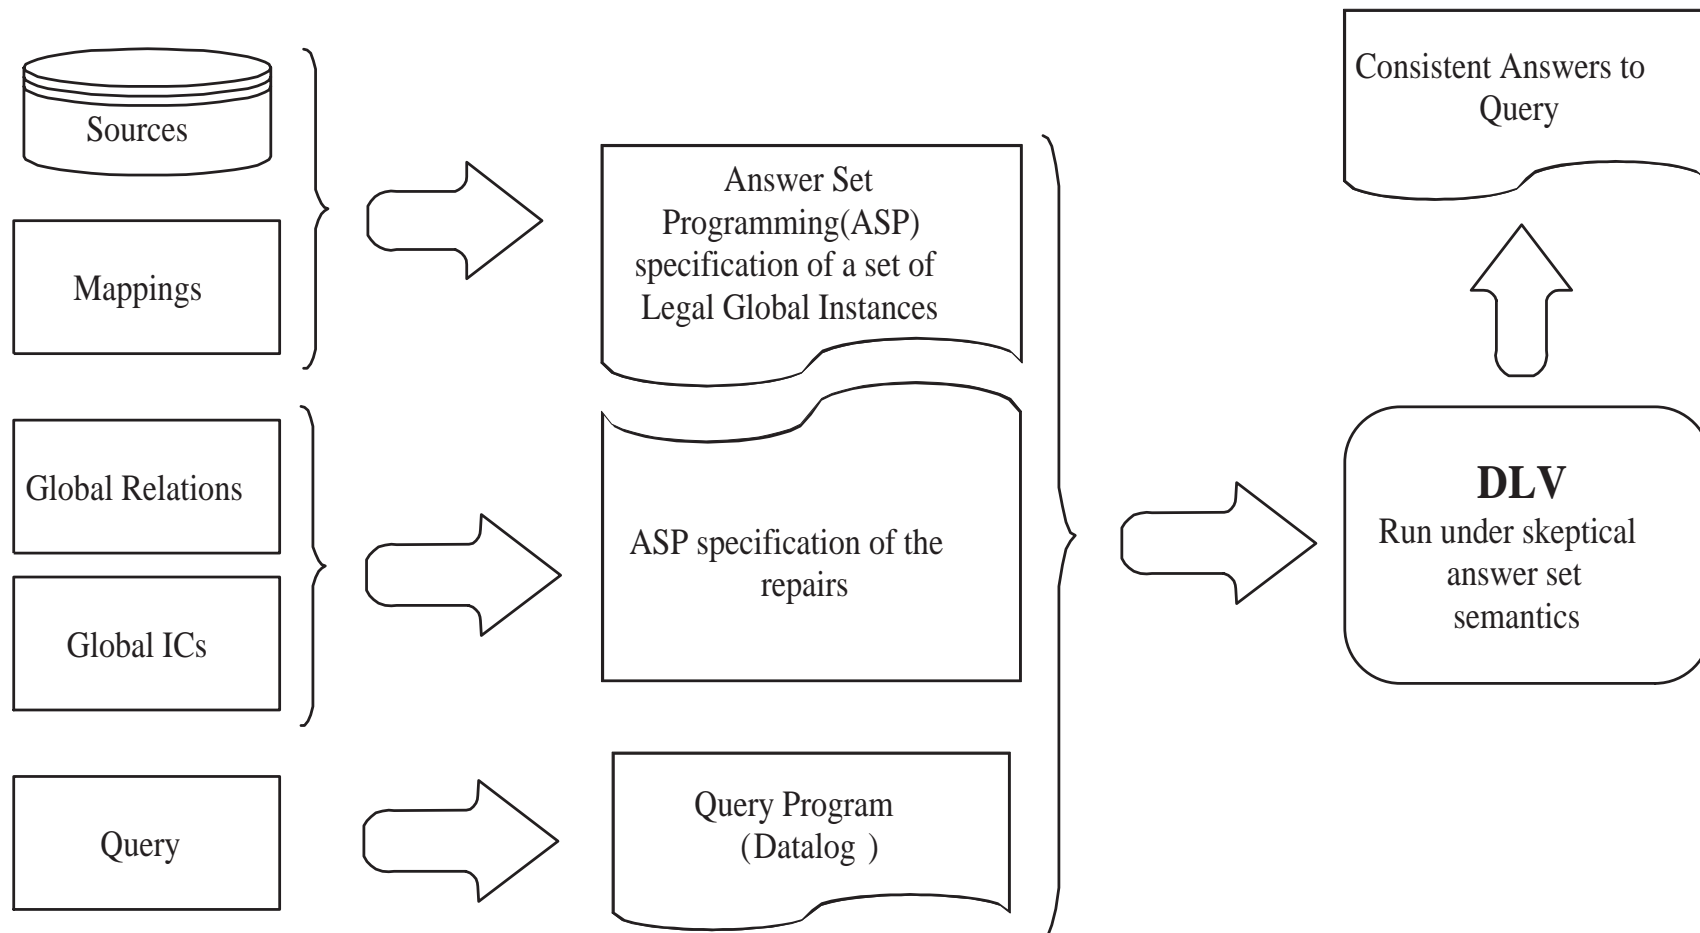 Sources
Mappings
Global Relations
Global ICs
Query
Answer Set
Programming(ASP)
specification of a set of
Legal Global Instances
ASP specification of the
repairs
Query Program
(Datalog )
DLV
Run under skeptical
answer set
semantics
Consistent Answers to
Query